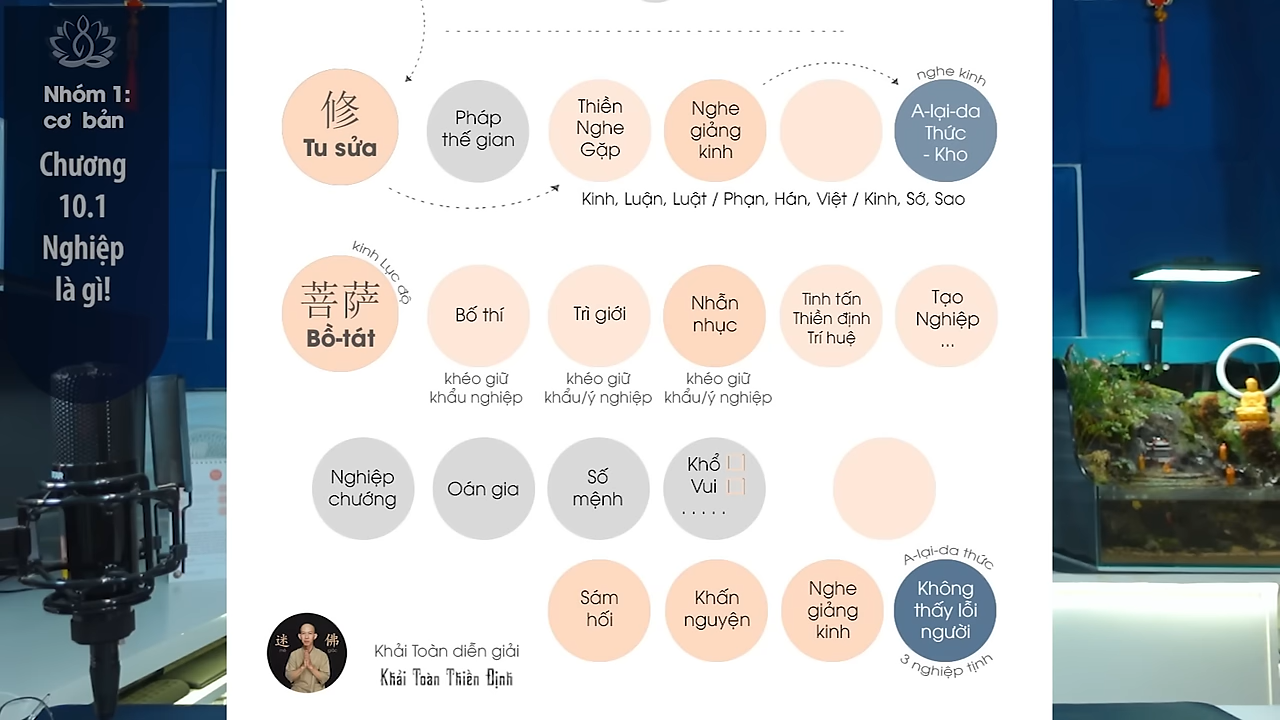 Nhóm 1:
cơ bản
Chương
10.1
Nghiệp
là gì!
修
Tu sửa
Pháp
thế gian
Thiền
Nghe
Gặp
Nghe
giảng
kinh
nghe kinh
A-lại-da
Thức
- Kho
Kinh, Luận, Luật / Phạn, Hán, Việt / Kinh, Sớ, Sao
kinh Lục độ
菩萨
Bồ-tát
Bố thí
Trì giới
Nhẫn
nhục
Tinh tấn
Thiền định
Trí huệ
Tạo
Nghiệp
...
khéo giữ
khẩu nghiệp
khéo giữ
khẩu/ý nghiệp
khéo giữ
khẩu/ý nghiệp
Nghiệp
chướng
Oán gia
Số
mệnh
Khổ
Vui
.....
Sám
hối
Khấn
nguyện
Nghe
giảng
kinh
A-lại-da thức
Không
thấy lỗi
người
3 nghiệp tịnh
迷 佛
Khải Toàn diễn giải
Khải Toàn Thiền Định